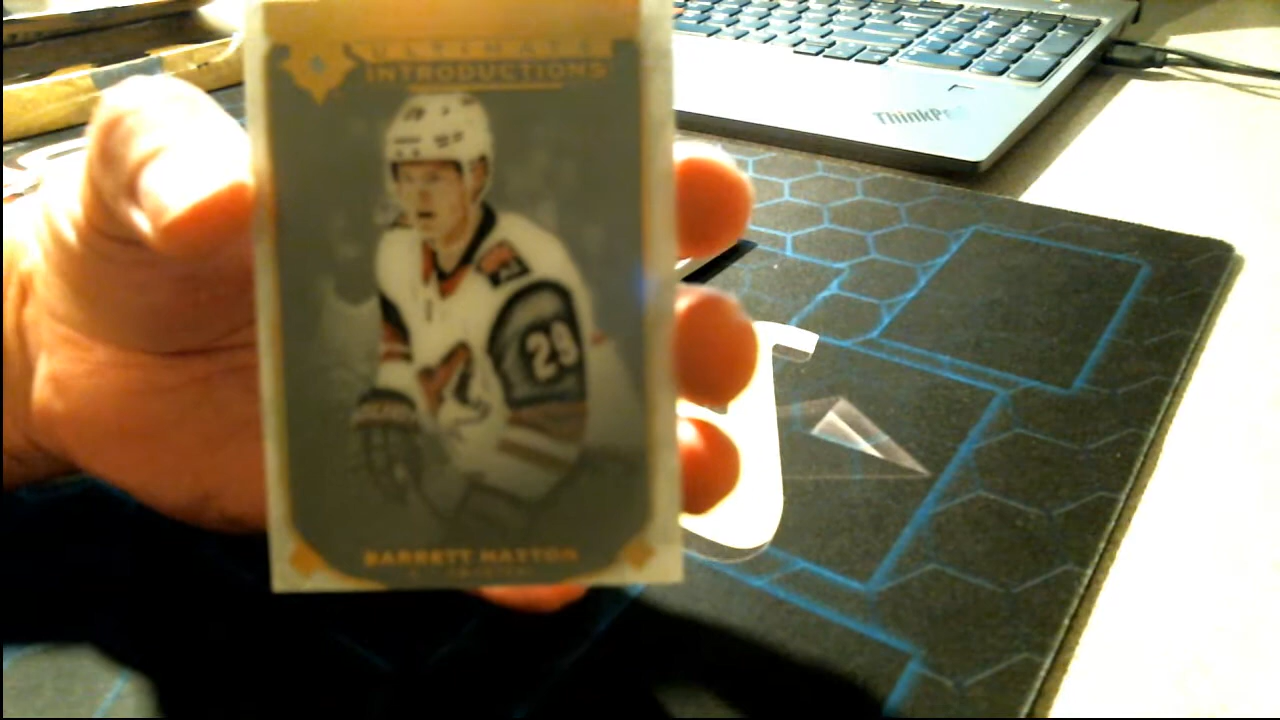 ULTIMATE
INTRODUCTIONS
29
BARRETT HAYTON
ThinkPad